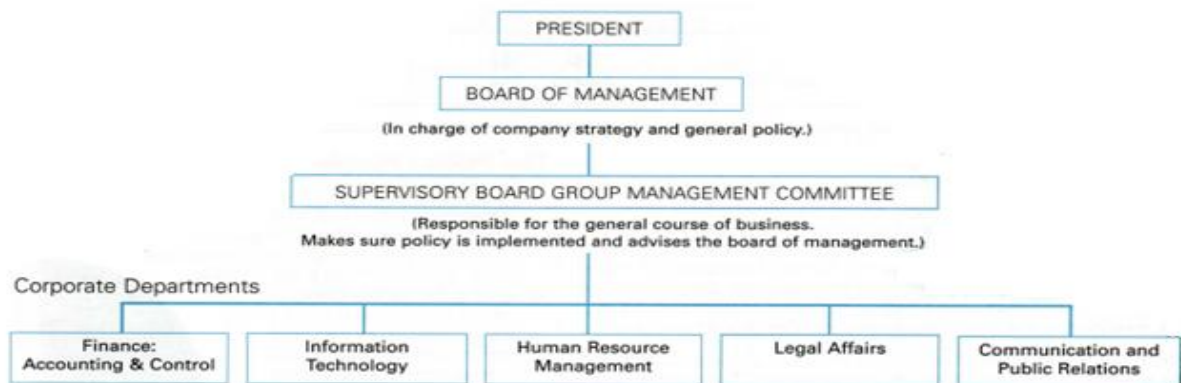 PRESIDENT
BOARD OF MANAGEMENT
(In charge of company strategy and general policy.)
SUPERVISORY BOARD GROUP MANAGEMENT COMMITTEE
(Responsible for the general course of business.
Makes sure policy is implemented and advises the board of management.)
Corporate Departments
Finance:
Accounting & Control
Information
Technology
Human Resource
Management
Legal Affairs
Communication and
Public Relations